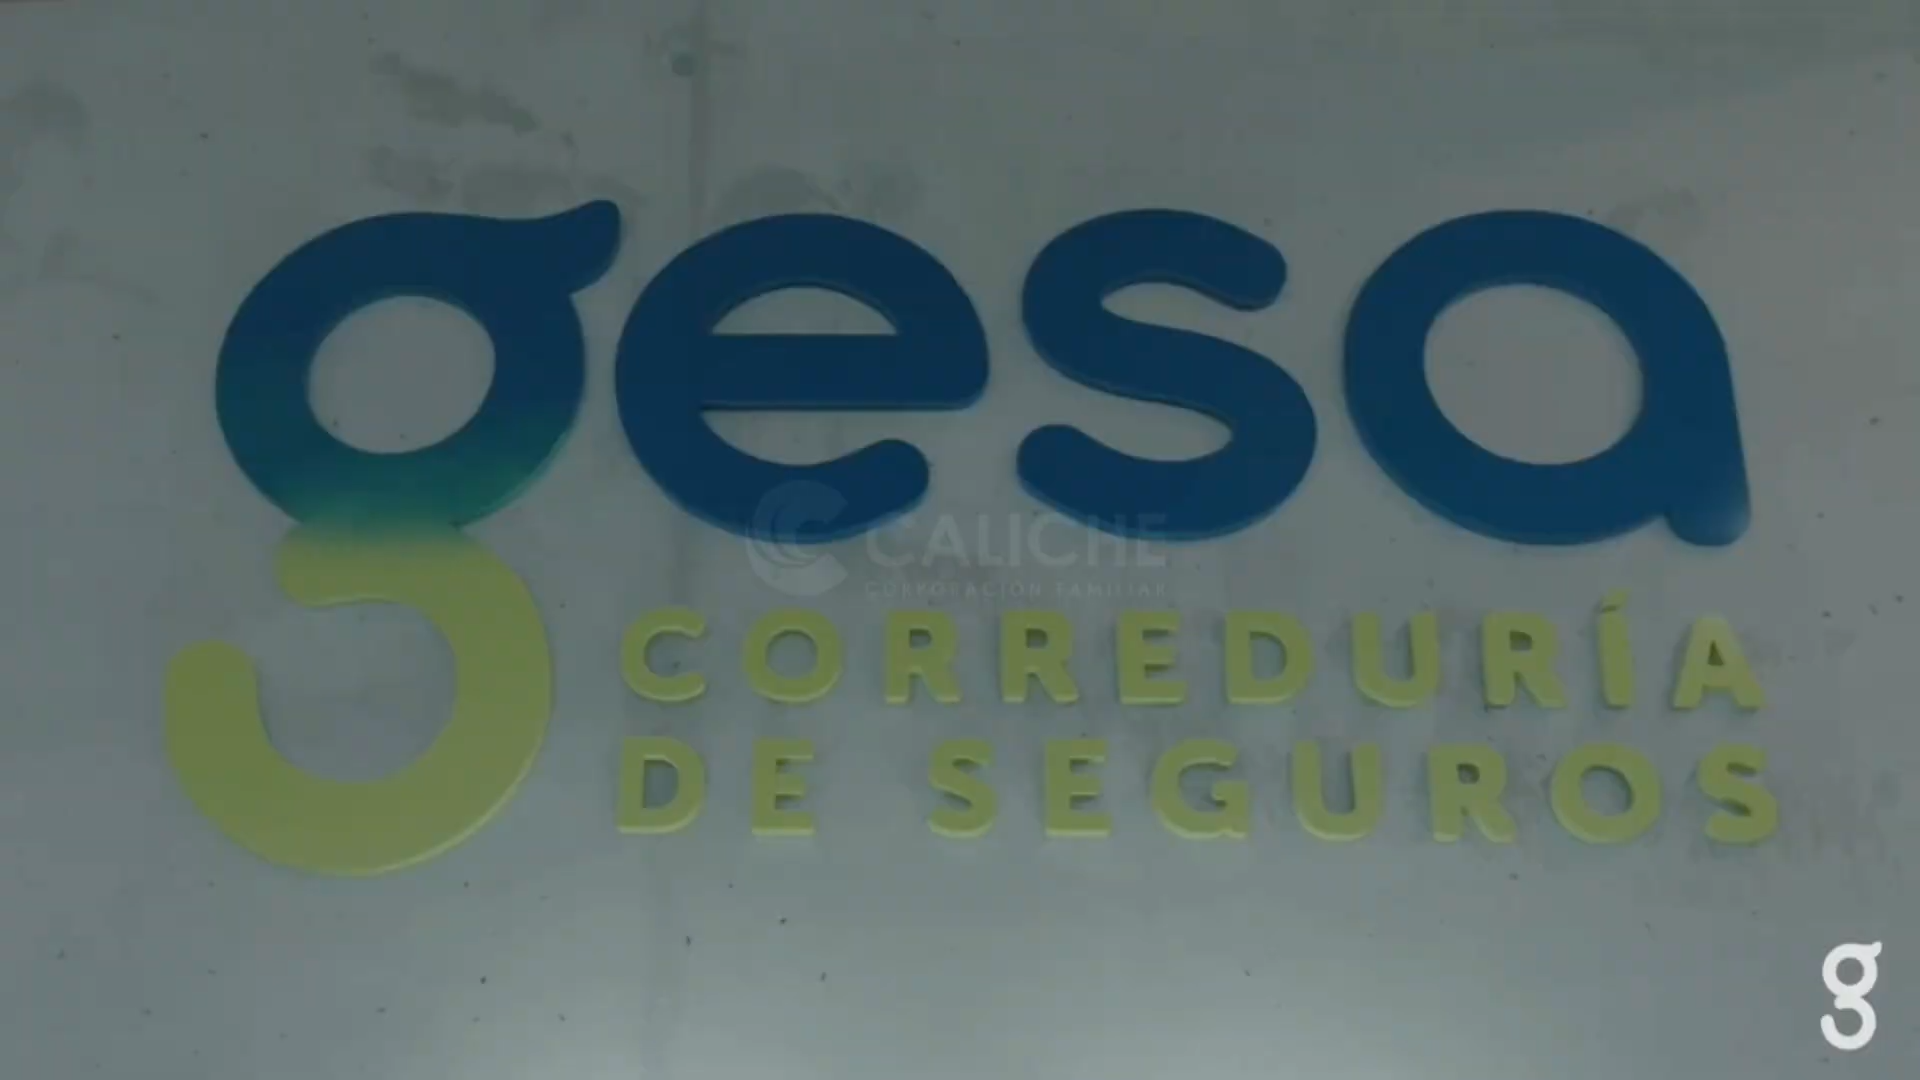 gesa
CALICHE
CORPORACIÓN FAMILIAR
CORREDURÍA
DE SEGUROS
g